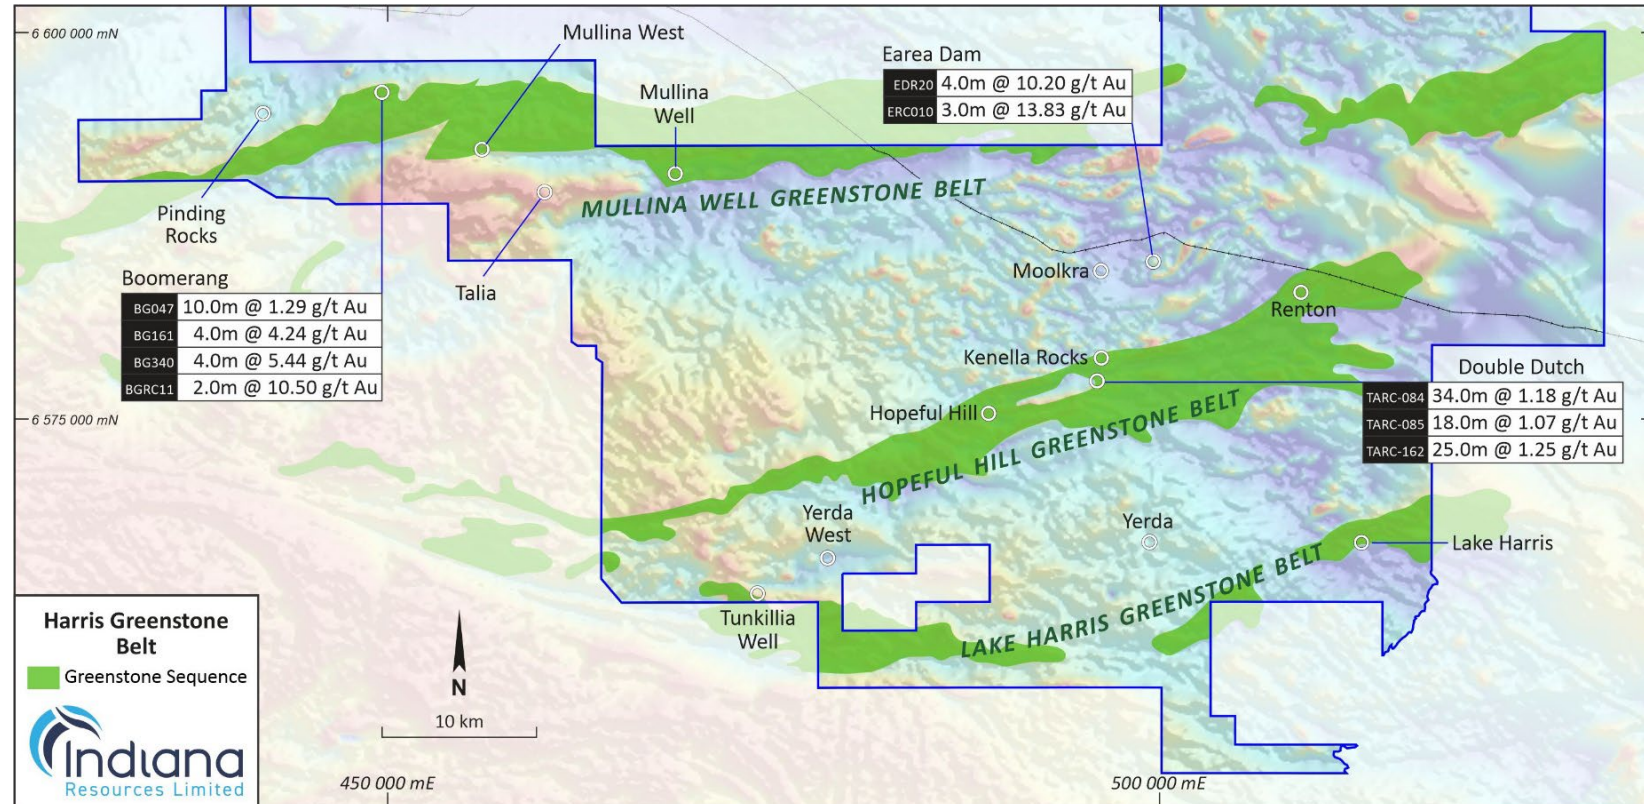 6 600 000 mN
Mullina West
Earea Dam
EDR20 4.0m @ 10.20 g/t Au
ERC010 3.0m @ 13.83 g/t Au
Mullina
Well
MULLINA WELL GREENSTONE BELT
Pinding
Rocks
Boomerang
BG047 10.0m @ 1.29 g/t Au
BG161 4.0m @ 4.24 g/t Au
BG340 4.0m @ 5.44 g/t Au
BGRC11 2.0m @ 10.50 g/t Au
Talia
Moolkra
Renton
Kenella Rocks
Double Dutch
TARC-084 34.0m @ 1.18 g/t Au
TARC-085 18.0m @ 1.07 g/t Au
TARC-162 25.0m @ 1.25 g/t Au
6 575 000 mN
Hopeful Hill
HOPEFUL HILL GREENSTONE BELT
Yerda
West
Yerda
Lake Harris
Tunkillia
Well
LAKE HARRIS GREENSTONE BELT
Harris Greenstone
Belt
Greenstone Sequence
N
10 km
Indiana
Resources Limited
450 000 mE
500 000 mE